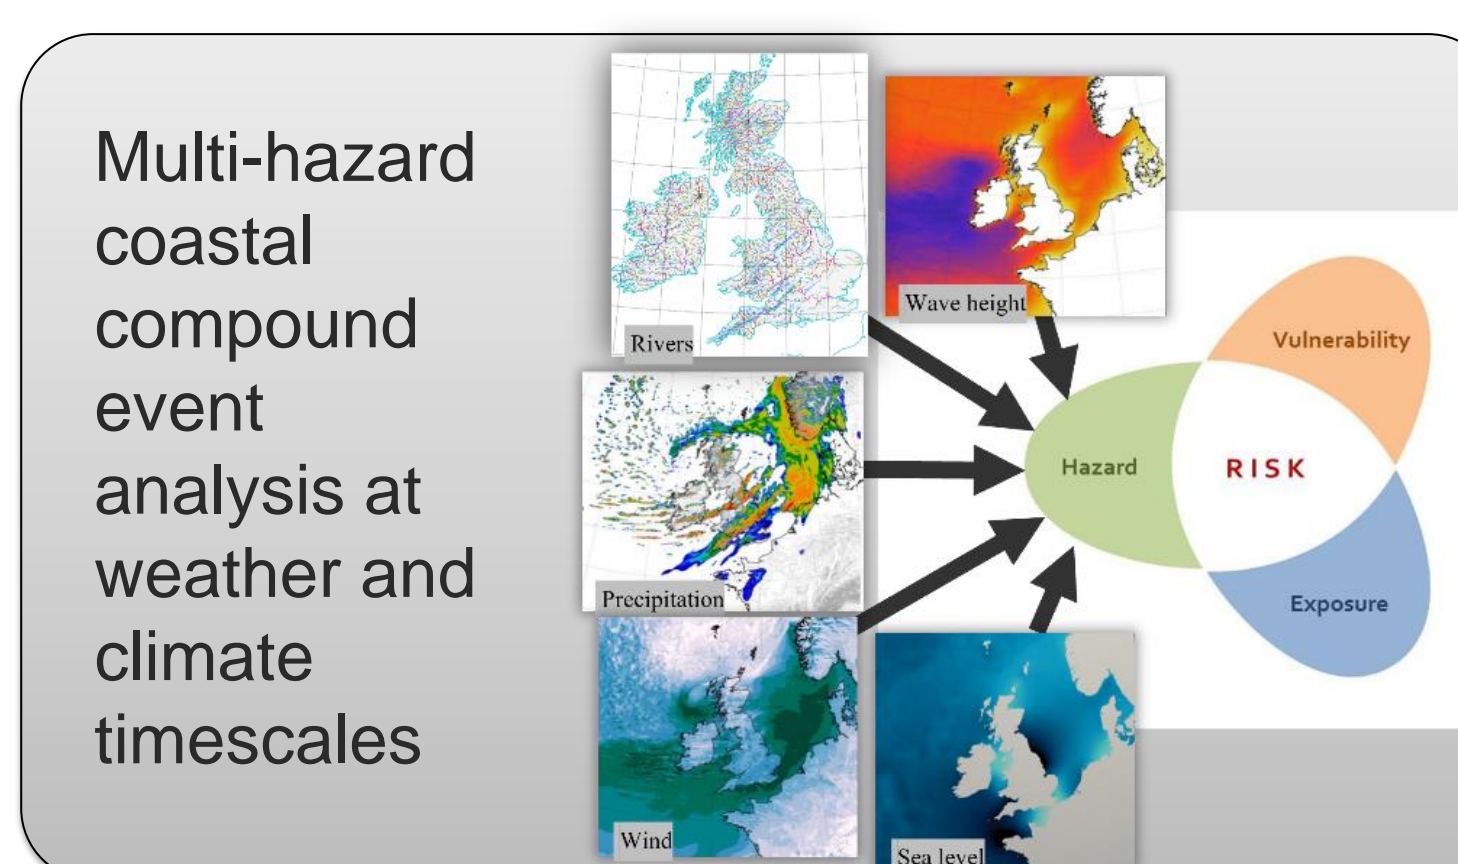 Multi-hazard
coastal
compound
event
analysis at
weather and
climate
timescales
Rivers
Wave height
Precipitation
Wind
Sea level
Hazard
RISK
Vulnerability
Exposure